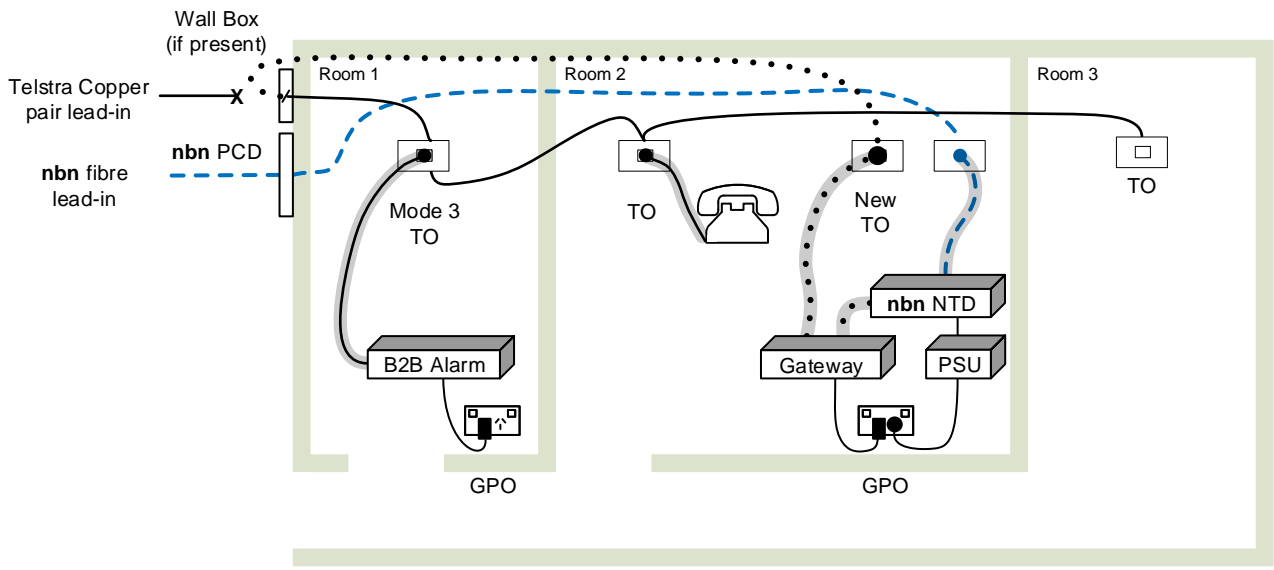 Wall Box
(if present)
Telstra Copper
pair lead-in
X
nbn PCD
nbn fibre
lead-in
Room 1
Room 2
Room 3
Mode 3
TO
TO
New
TO
TO
nbn NTD
B2B Alarm
Gateway
PSU
GPO
GPO